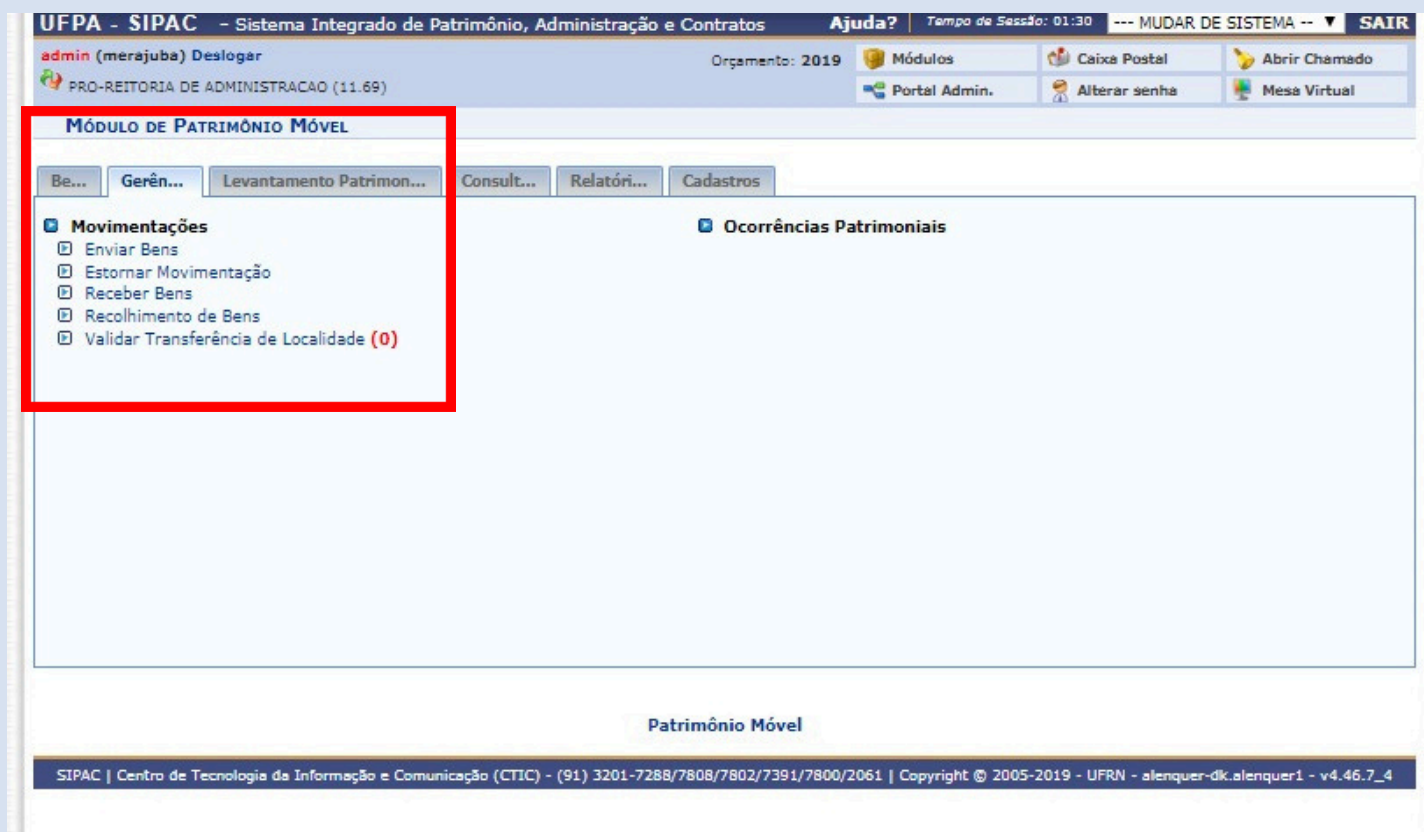 UFPA - SIPAC - Sistema Integrado de Patrimônio, Administração e Contratos Ajuda? Tempo de Sessão: 01:30 --- MUDAR DE SISTEMA -- ▼ SAIR
admin (merajuba) Deslogar Orçamento: 2019 Módulos Caixa Postal Abrir Chamado
PRO-REITORIA DE ADMINISTRACAO (11.69) Portal Admin. Alterar senha Mesa Virtual
MÓDULO DE PATRIMÔNIO MÓVEL
Be... Gerên... Levantamento Patrimon... Consult... Relatóri... Cadastros
Movimentações Ocorrências Patrimoniais
Enviar Bens
Estornar Movimentação
Receber Bens
Recolhimento de Bens
Validar Transferência de Localidade (0)
Patrimônio Móvel
SIPAC | Centro de Tecnologia da Informação e Comunicação (CTIC) - (91) 3201-7288/7808/7802/7391/7800/2061 | Copyright © 2005-2019 - UFRN - alenquer-dk.alenquer1 - v4.46.7_4